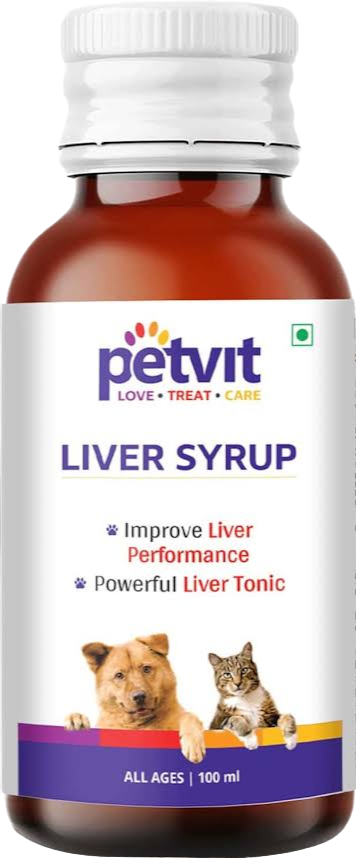 petvit
LOVE • TREAT • CARE
LIVER SYRUP
Improve Liver
Performance
Powerful Liver Tonic
ALL AGES | 100 ml